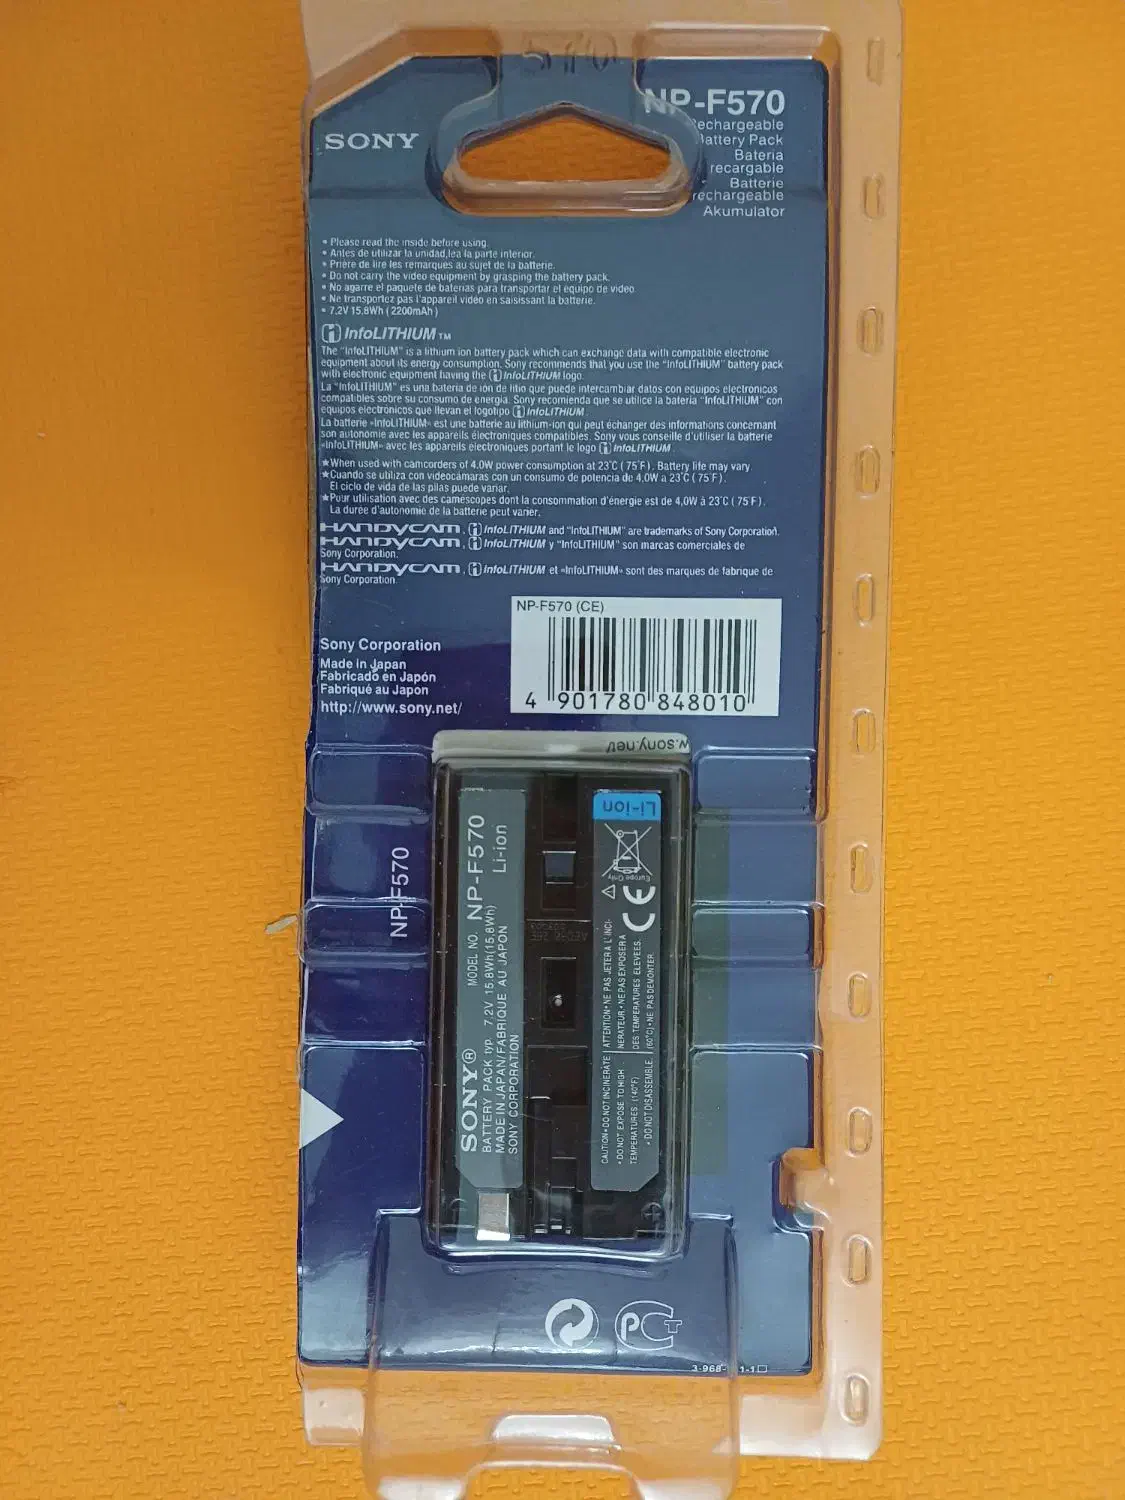 SONY
NP-F570
Rechargeable
Battery Pack
Bateria
recargable
Batterie
rechargeable
Akumulator
• Please read the inside before using.
• Antes de utilizar la unidad,lea la parte interior.
• Prière de lire les remarques au sujet de la batterie.
• Do not carry the video equipment by grasping the battery pack.
• No agarre el paquete de baterias para transportar el equipo de video.
• Ne transportez pas l'appareil vidéo en saisissant la batterie.
• 7.2V 15.8Wh ( 2200mAh )
InfoLITHIUM TM
The "InfoLITHIUM" is a lithium ion battery pack which can exchange data with compatible electronic
equipment about its energy consumption. Sony recommends that you use the "InfoLITHIUM" battery pack
with electronic equipment having the InfoLITHIUM logo.
La "InfoLITHIUM" es una bateria de ión de litio que puede intercambiar datos con equipos electrónicos
compatibles sobre su consumo de energia. Sony recomienda que se utilice la bateria "InfoLITHIUM" con
equipos electrónicos que llevan el logotipo InfoLITHIUM.
La batterie «InfoLITHIUM» est une batterie au lithium-ion qui peut échanger des informations concernant
son autonomie avec les appareils électroniques compatibles. Sony vous conseille d'utiliser la batterie
«InfoLITHIUM» avec les appareils électroniques portant le logo InfoLITHIUM.
★When used with camcorders of 4.0W power consumption at 23°C ( 75°F ). Battery life may vary.
★Cuando se utiliza con videocámaras con un consumo de potencia de 4,0W a 23°C ( 75°F ).
El ciclo de vida de las pilas puede variar.
★Pour utilisation avec des camescopes dont la consommation d'énergie est de 4,0W à 23°C ( 75°F ).
La durée d'autonomie de la batterie peut varier.
HANDYCAM, InfoLITHIUM and "InfoLITHIUM" are trademarks of Sony Corporation.
HANDYCAM, InfoLITHIUM y "InfoLITHIUM" son marcas comerciales de
Sony Corporation.
HANDYCAM, InfoLITHIUM et «InfoLITHIUM» sont des marques de fabrique de
Sony Corporation.
NP-F570 (CE)
4 901780 848010
Sony Corporation
Made in Japan
Fabricado en Japón
Fabriqué au Japon
http://www.sony.net/
w.sony.net/
NP-F570
SONY® MODEL NO. NP-F570
BATTERY PACK typ. 7.2V 15.8Wh(15,8Wh) Li-ion
MADE IN JAPAN/FABRIQUE AU JAPON
SONY CORPORATION
Li-ion
Europe Only
CE
CAUTION • DO NOT INCINERATE
• DO NOT EXPOSE TO HIGH
TEMPERATURES. (140°F)
• DO NOT DISASSEMBLE.
ATTENTION • NE PAS JETER A L'INCI-
NERATEUR. • NE PAS EXPOSER A
DES TEMPERATURES ELEVEES.
(60°C) • NE PAS DEMONTER.